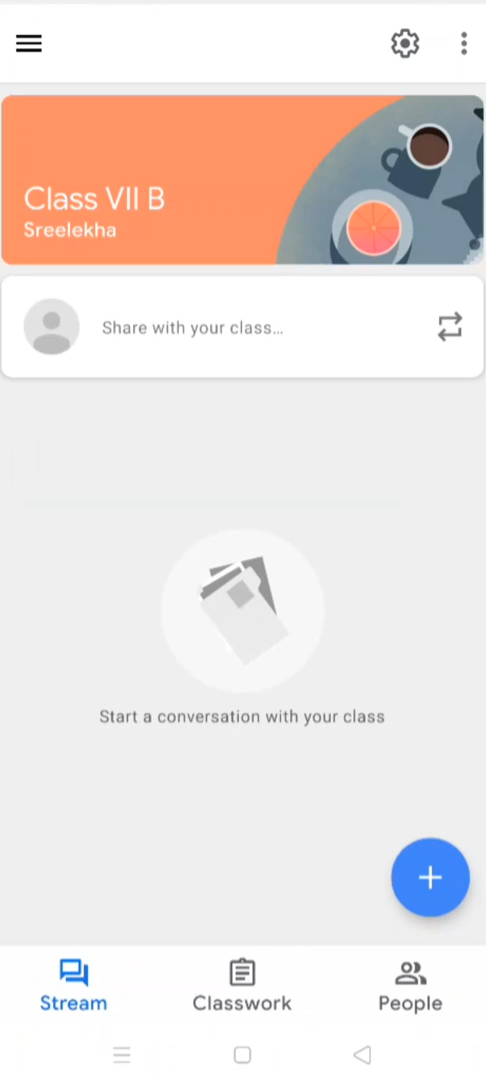 Class VII B
Sreelekha
Share with your class...
Start a conversation with your class
Stream
Classwork
People